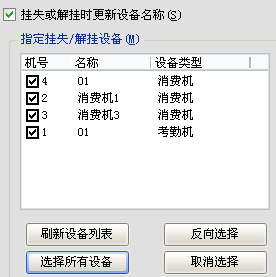 挂失或解挂时更新设备名称(S)
指定挂失/解挂设备(M)
机号 名称 设备类型
4 01 消费机
2 消费机1 消费机
3 消费机3 消费机
1 01 考勤机
刷新设备列表 反向选择
选择所有设备 取消选择